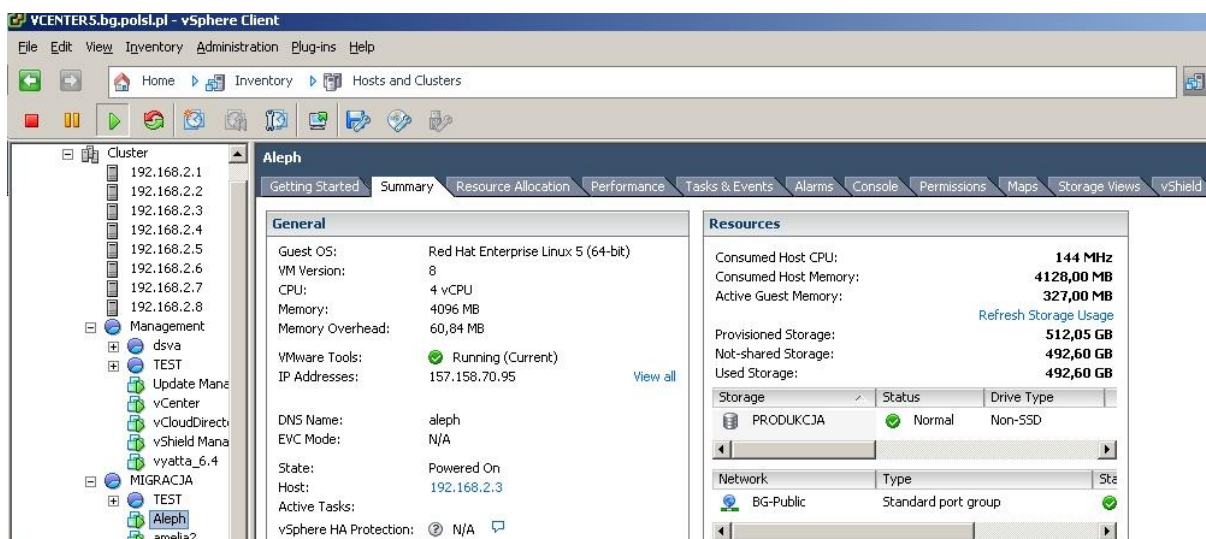 VCENTER5.bg.polsl.pl - vSphere Client
File Edit View Inventory Administration Plug-ins Help
Home Inventory Hosts and Clusters
Cluster
192.168.2.1
192.168.2.2
192.168.2.3
192.168.2.4
192.168.2.5
192.168.2.6
192.168.2.7
192.168.2.8
Management
dsva
TEST
Update Mana
vCenter
vCloudDirect
vShield Mana
vyatta_6.4
MIGRACJA
TEST
Aleph
amelia2
Aleph
Getting Started Summary Resource Allocation Performance Tasks & Events Alarms Console Permissions Maps Storage Views vShield
General
Guest OS: Red Hat Enterprise Linux 5 (64-bit)
VM Version: 8
CPU: 4 vCPU
Memory: 4096 MB
Memory Overhead: 60,84 MB
VMware Tools: Running (Current)
IP Addresses: 157.158.70.95 View all
DNS Name: aleph
EVC Mode: N/A
State: Powered On
Host: 192.168.2.3
Active Tasks:
vSphere HA Protection: N/A
Resources
Consumed Host CPU: 144 MHz
Consumed Host Memory: 4128,00 MB
Active Guest Memory: 327,00 MB
Refresh Storage Usage
Provisioned Storage: 512,05 GB
Not-shared Storage: 492,60 GB
Used Storage: 492,60 GB
Storage Status Drive Type
PRODUKCJA Normal Non-SSD
Network Type Sta
BG-Public Standard port group